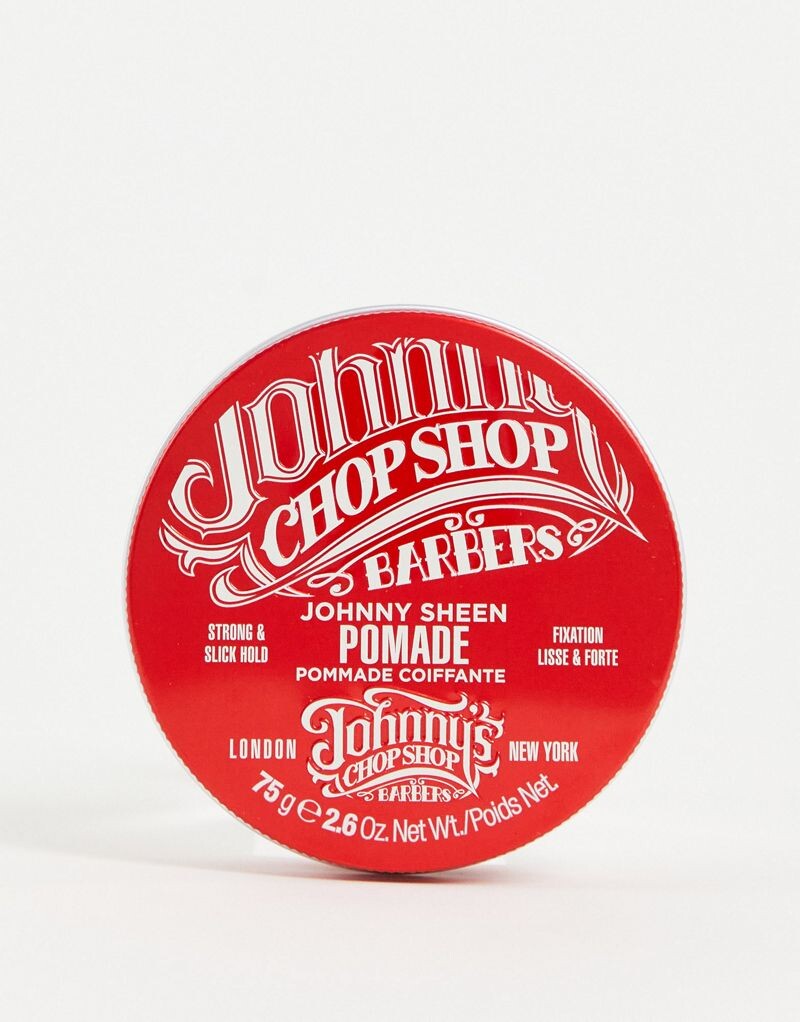 Johnny
CHOP SHOP
BARBERS
JOHNNY SHEEN
STRONG &
SLICK HOLD
POMADE
FIXATION
LISSE & FORTE
POMMADE COIFFANTE
Johnny's
CHOP SHOP
BARBERS
LONDON
NEW YORK
75 g ℮ 2.6 Oz. Net Wt./Poids Net.